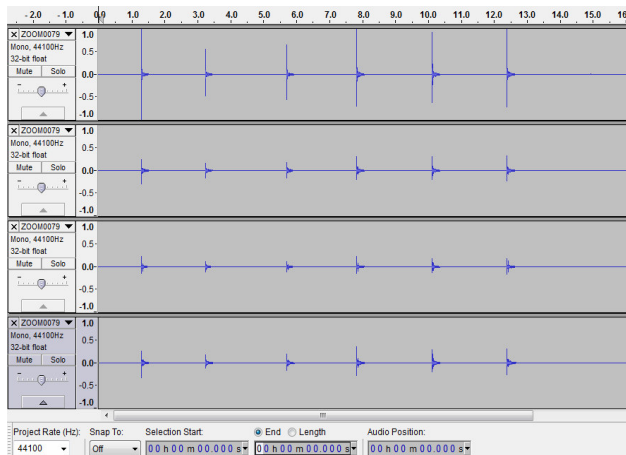 - 2.0 - 1.0 0.0 1.0 2.0 3.0 4.0 5.0 6.0 7.0 8.0 9.0 10.0 11.0 12.0 13.0 14.0 15.0 16
X ZOOM0079 ▼ 1.0
Mono, 44100Hz
32-bit float 0.5-
Mute Solo 0.0-
- +
-0.5-
-1.0
X ZOOM0079 ▼ 1.0
Mono, 44100Hz
32-bit float 0.5-
Mute Solo 0.0-
- +
-0.5-
-1.0
X ZOOM0079 ▼ 1.0
Mono, 44100Hz
32-bit float 0.5-
Mute Solo 0.0-
- +
-0.5-
-1.0
X ZOOM0079 ▼ 1.0
Mono, 44100Hz
32-bit float 0.5-
Mute Solo 0.0-
- +
-0.5-
-1.0
Project Rate (Hz): Snap To: Selection Start: End Length Audio Position:
44100 Off 00 h 00 m 00.000 s 00 h 00 m 00.000 s 00 h 00 m 00.000 s